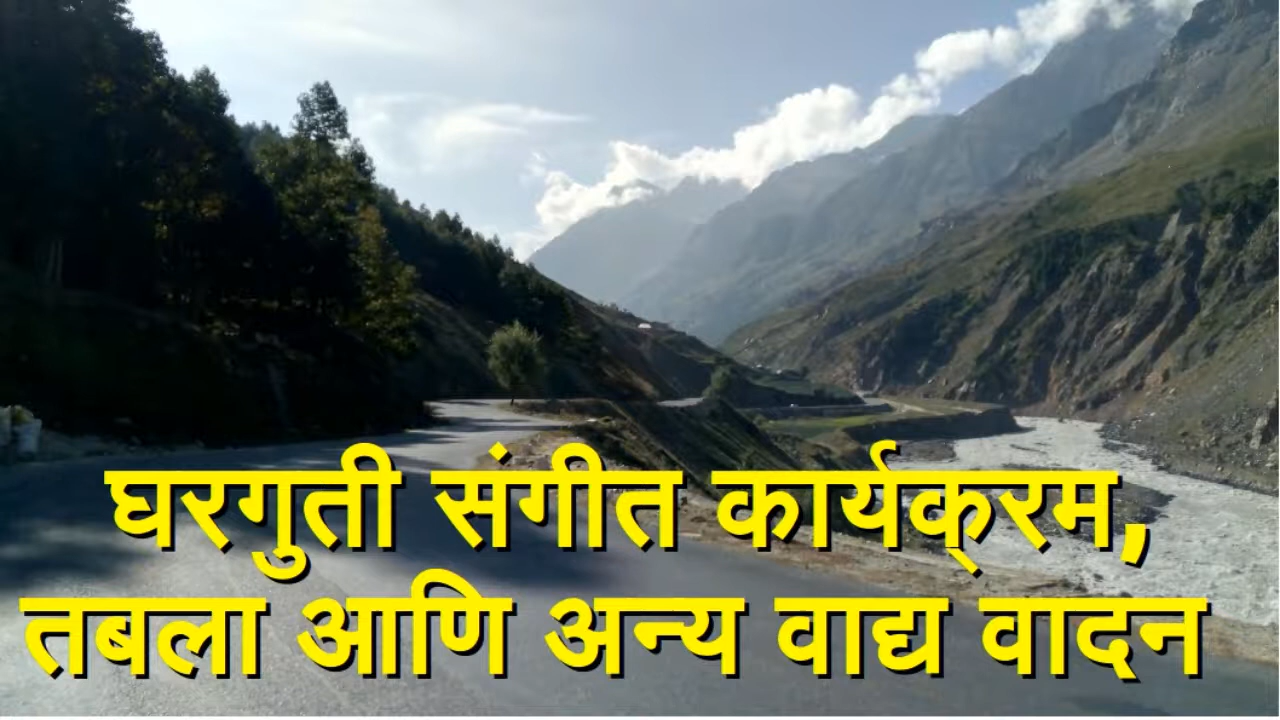 घरगुती संगीत कार्यक्‌रम,
तबला आणि अन्य वाद्य वादन